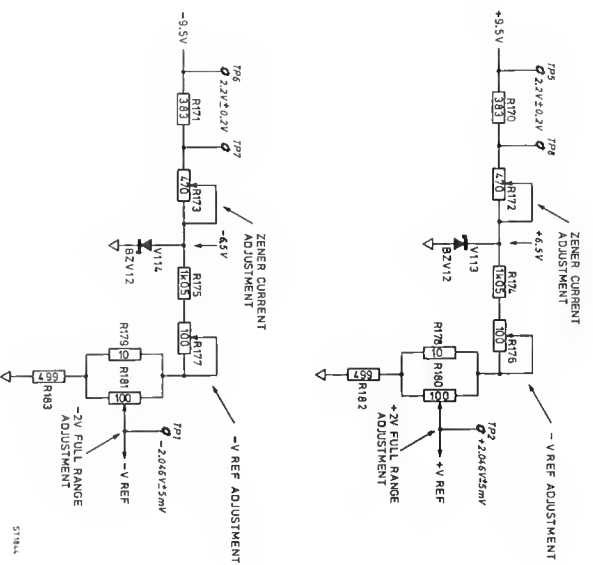 +9.5V
TP5
2.2V±0.2V
R170
383
TP8
R172
470
ZENER CURRENT
ADJUSTMENT
+6.5V
V113
BZV12
R174
1k05
R176
100
– V REF ADJUSTMENT
R178
10
R180
100
TP2
+2.046V±5mV
+V REF
+2V FULL RANGE
ADJUSTMENT
499
R182
-9.5V
TP6
2.2V±0.2V
R171
383
TP7
R173
470
ZENER CURRENT
ADJUSTMENT
-6.5V
V114
BZV12
R175
1k05
R177
100
–V REF ADJUSTMENT
R179
10
R181
100
TP1
-2.046V±5mV
–V REF
-2V FULL RANGE
ADJUSTMENT
499
R183
ST1844